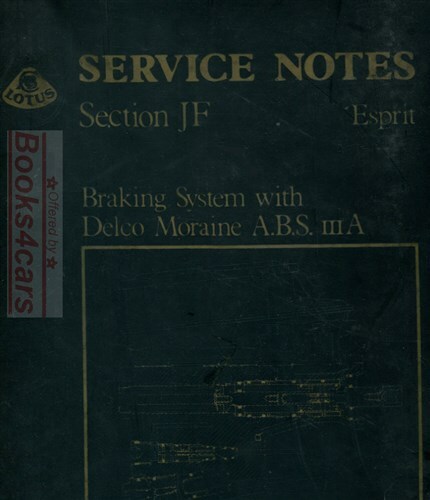 LOTUS
SERVICE NOTES
Section JF
Esprit
Braking System with
Delco Moraine A.B.S. IIIA
★Offered by★
Books4cars